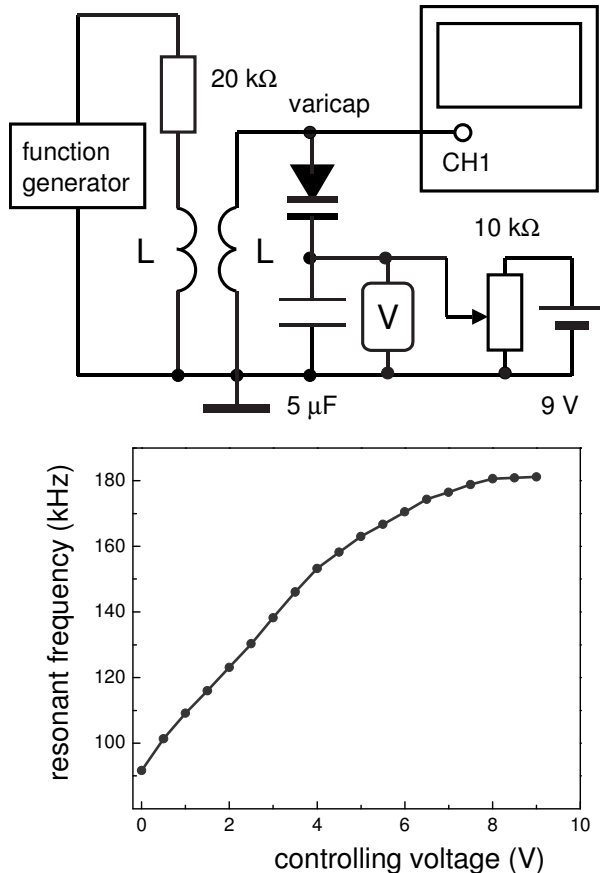 20 kΩ
varicap
function
generator
CH1
L
L
10 kΩ
V
5 μF
9 V
resonant frequency (kHz)
180
160
140
120
100
0
2
4
6
8
10
controlling voltage (V)